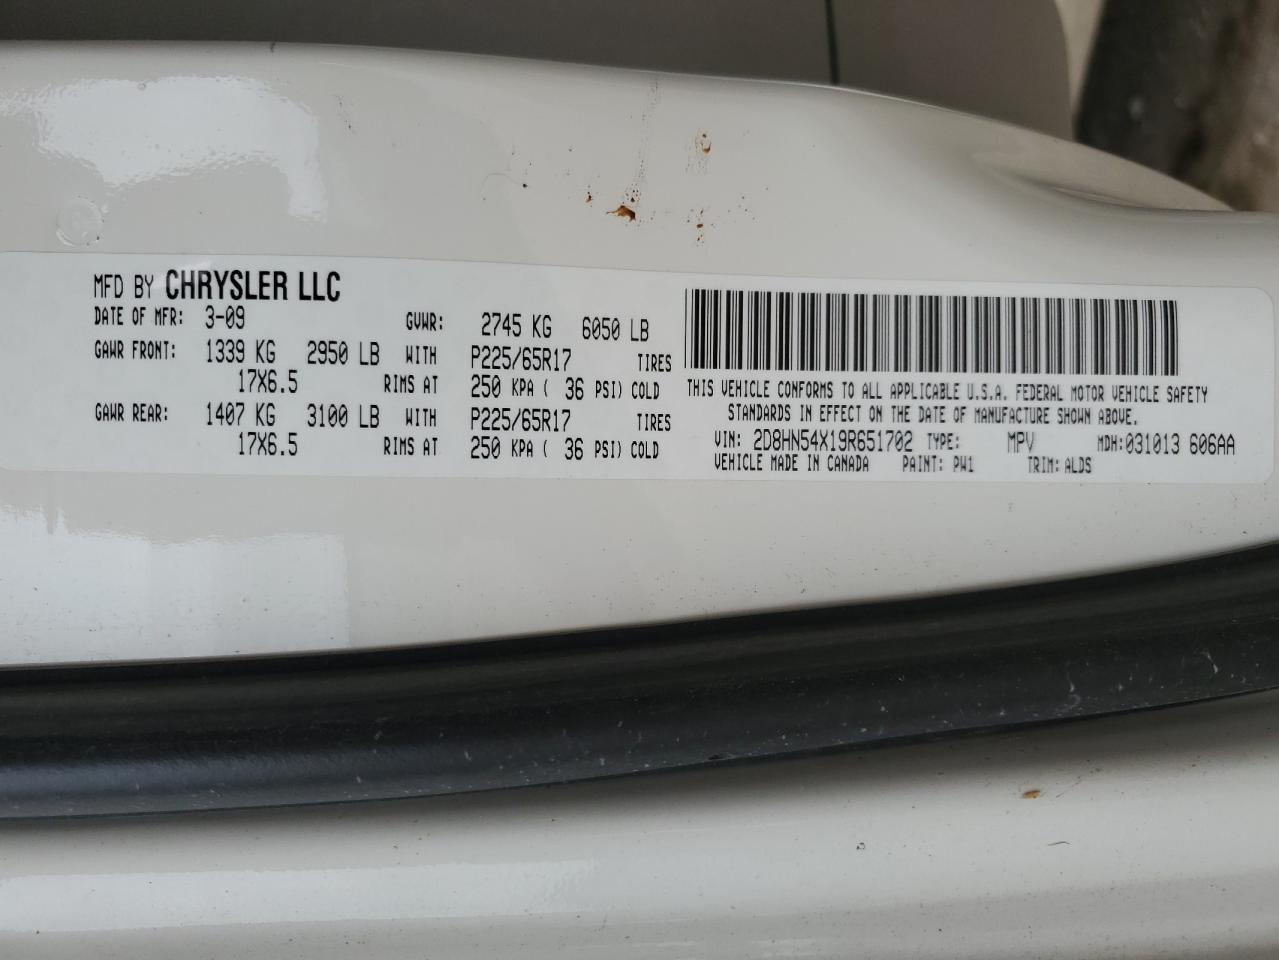 MFD BY CHRYSLER LLC
DATE OF MFR: 3-09 GVWR: 2745 KG 6050 LB
GAWR FRONT: 1339 KG 2950 LB WITH P225/65R17 TIRES
17X6.5 RIMS AT 250 KPA ( 36 PSI) COLD
GAWR REAR: 1407 KG 3100 LB WITH P225/65R17 TIRES
17X6.5 RIMS AT 250 KPA ( 36 PSI) COLD
THIS VEHICLE CONFORMS TO ALL APPLICABLE U.S.A. FEDERAL MOTOR VEHICLE SAFETY
STANDARDS IN EFFECT ON THE DATE OF MANUFACTURE SHOWN ABOVE.
VIN: 2D8HN54X19R651702 TYPE: MPV MDH:031013 606AA
VEHICLE MADE IN CANADA PAINT: PW1 TRIM: ALDS